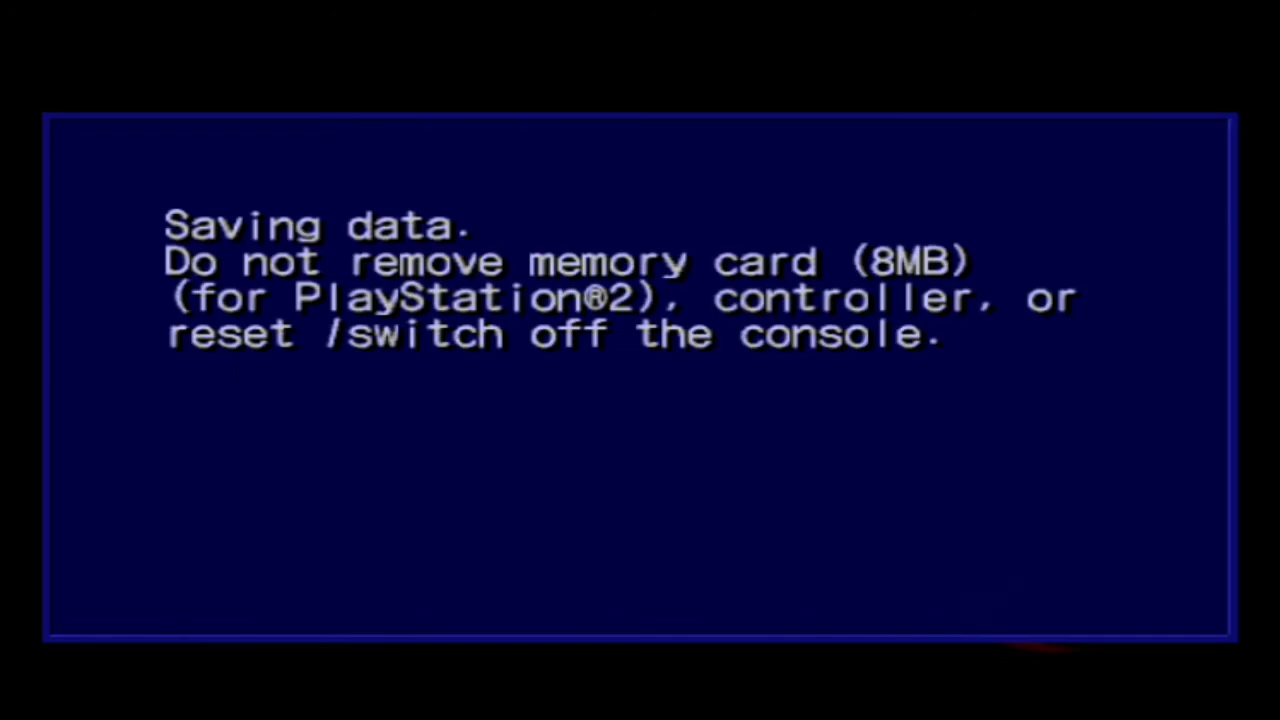 Saving data.
Do not remove memory card (8MB)
(for PlayStation®2), controller, or
reset /switch off the console.